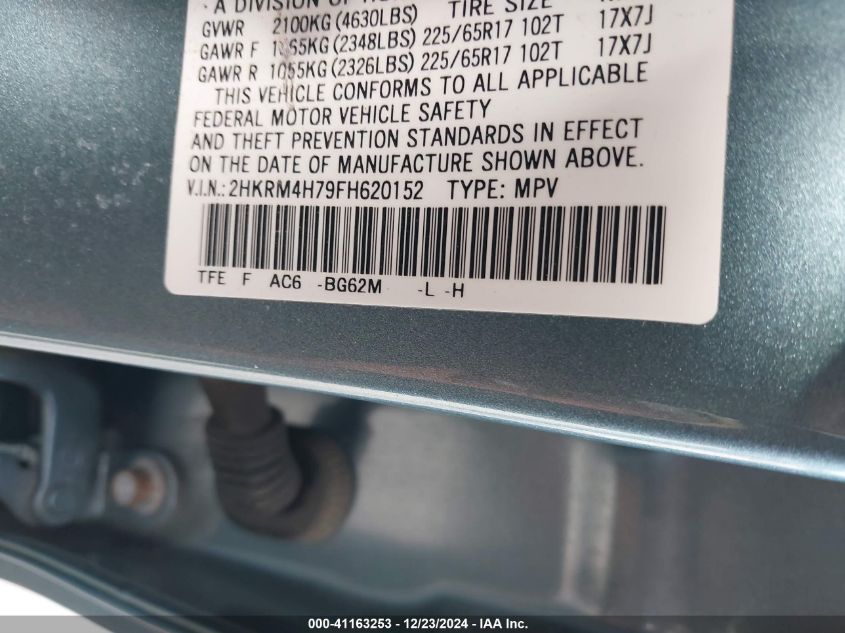 A DIVISION OF
GVWR 2100KG (4630LBS) TIRE SIZE
GAWR F 1065KG (2348LBS) 225/65R17 102T 17X7J
GAWR R 1055KG (2326LBS) 225/65R17 102T 17X7J
THIS VEHICLE CONFORMS TO ALL APPLICABLE
FEDERAL MOTOR VEHICLE SAFETY
AND THEFT PREVENTION STANDARDS IN EFFECT
ON THE DATE OF MANUFACTURE SHOWN ABOVE.
V.I.N.: 2HKRM4H79FH620152 TYPE: MPV
TFE F AC6 -BG62M -L -H
000-41163253 - 12/23/2024 - IAA Inc.